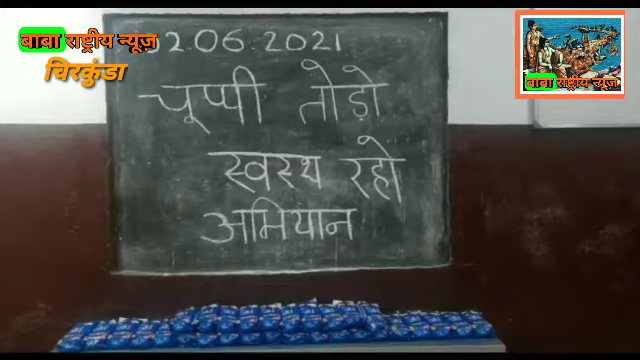 बाबा राष्ट्रीय न्यूज़
चिरकुंडा
2.06.2021
चूप्पी तोड़ो
स्वस्थ रहो
अभियान
बाबा राष्ट्रीय न्यूज़